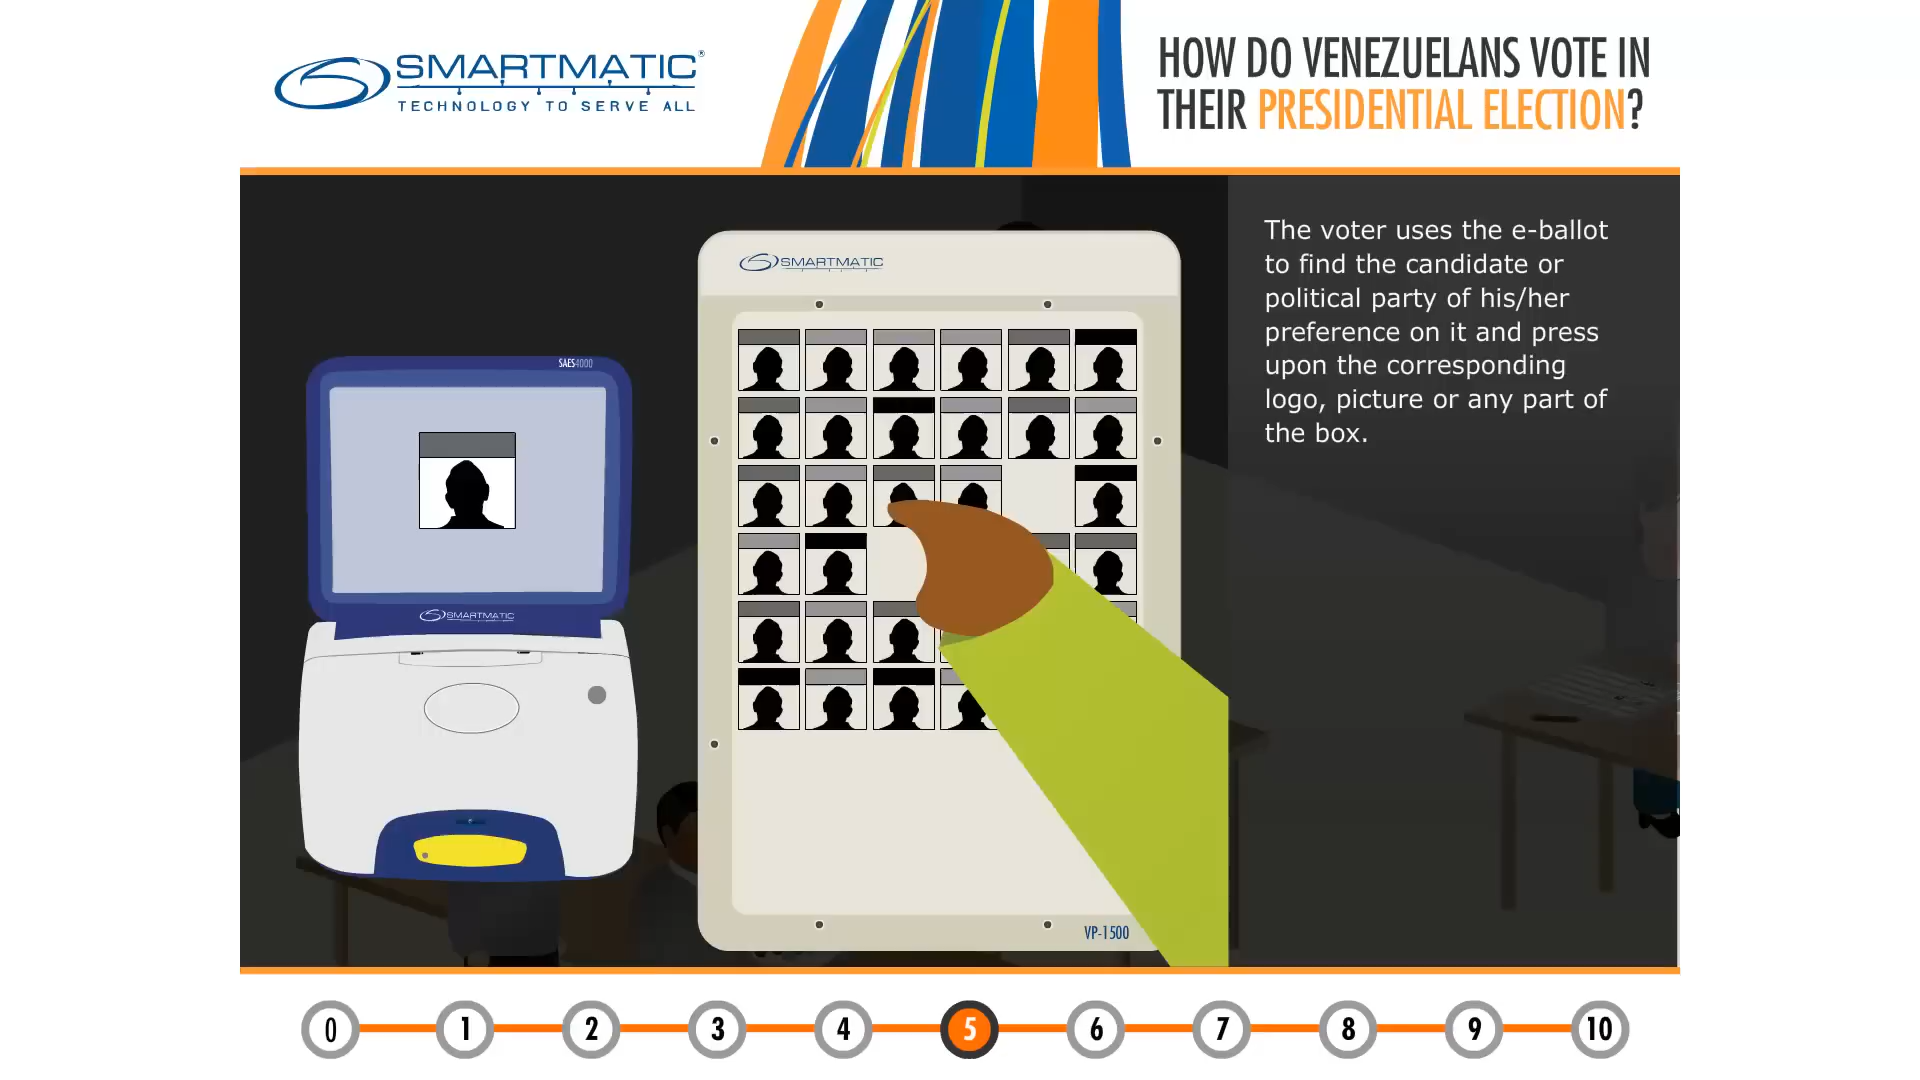 SMARTMATIC®
TECHNOLOGY TO SERVE ALL
HOW DO VENEZUELANS VOTE IN
THEIR PRESIDENTIAL ELECTION?
The voter uses the e-ballot
to find the candidate or
political party of his/her
preference on it and press
upon the corresponding
logo, picture or any part of
the box.
SMARTMATIC
SAES4000
SMARTMATIC
VP-1500
0 1 2 3 4 5 6 7 8 9 10